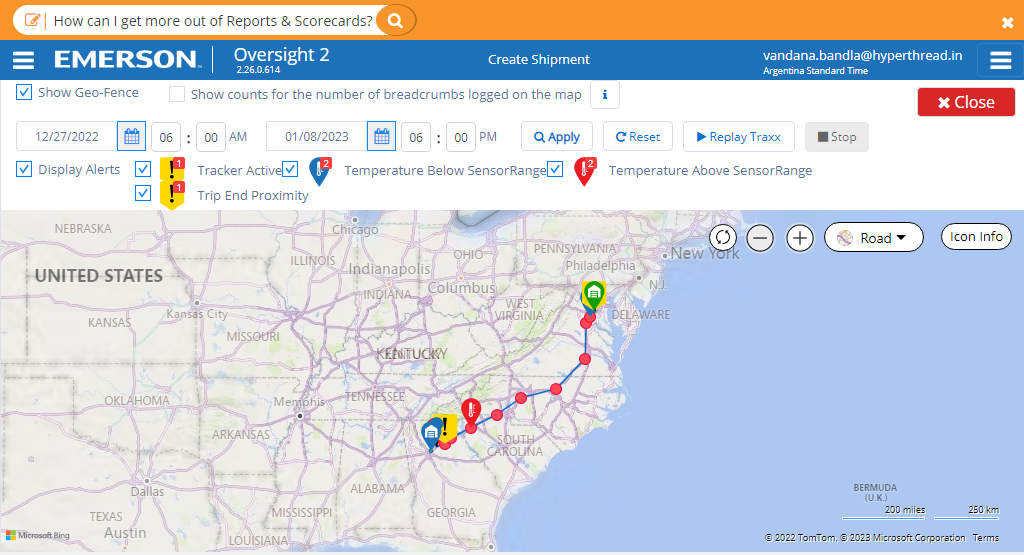 How can I get more out of Reports & Scorecards?
EMERSON™ Oversight 2
2.26.0.614
Create Shipment
vandana.bandla@hyperthread.in
Argentina Standard Time
Show Geo-Fence Show counts for the number of breadcrumbs logged on the map i
Close
12/27/2022 06 : 00 AM 01/08/2023 06 : 00 PM Apply Reset Replay Traxx Stop
Display Alerts 1 Tracker Active 2 Temperature Below SensorRange 2 Temperature Above SensorRange
1 Trip End Proximity
NEBRASKA
Chicago
Road
Icon Info
PENNSYLVANIA
New York
OHIO
ILLINOIS
Indianapolis
Philadelphia
UNITED STATES
N.J.
Columbus
INDIANA
WEST
VIRGINIA
DELAWARE
Kansas City
KANSAS
MISSOURI
KENTUCKY
TENNESSEE
OKLAHOMA
Memphis
ARKANSAS
SOUTH
CAROLINA
ALABAMA
Dallas
MISSISSIPPI
GEORGIA
TEXAS
Austin
LOUISIANA
BERMUDA
(U.K.)
200 miles 250 km
Microsoft Bing
© 2022 TomTom, © 2023 Microsoft Corporation Terms